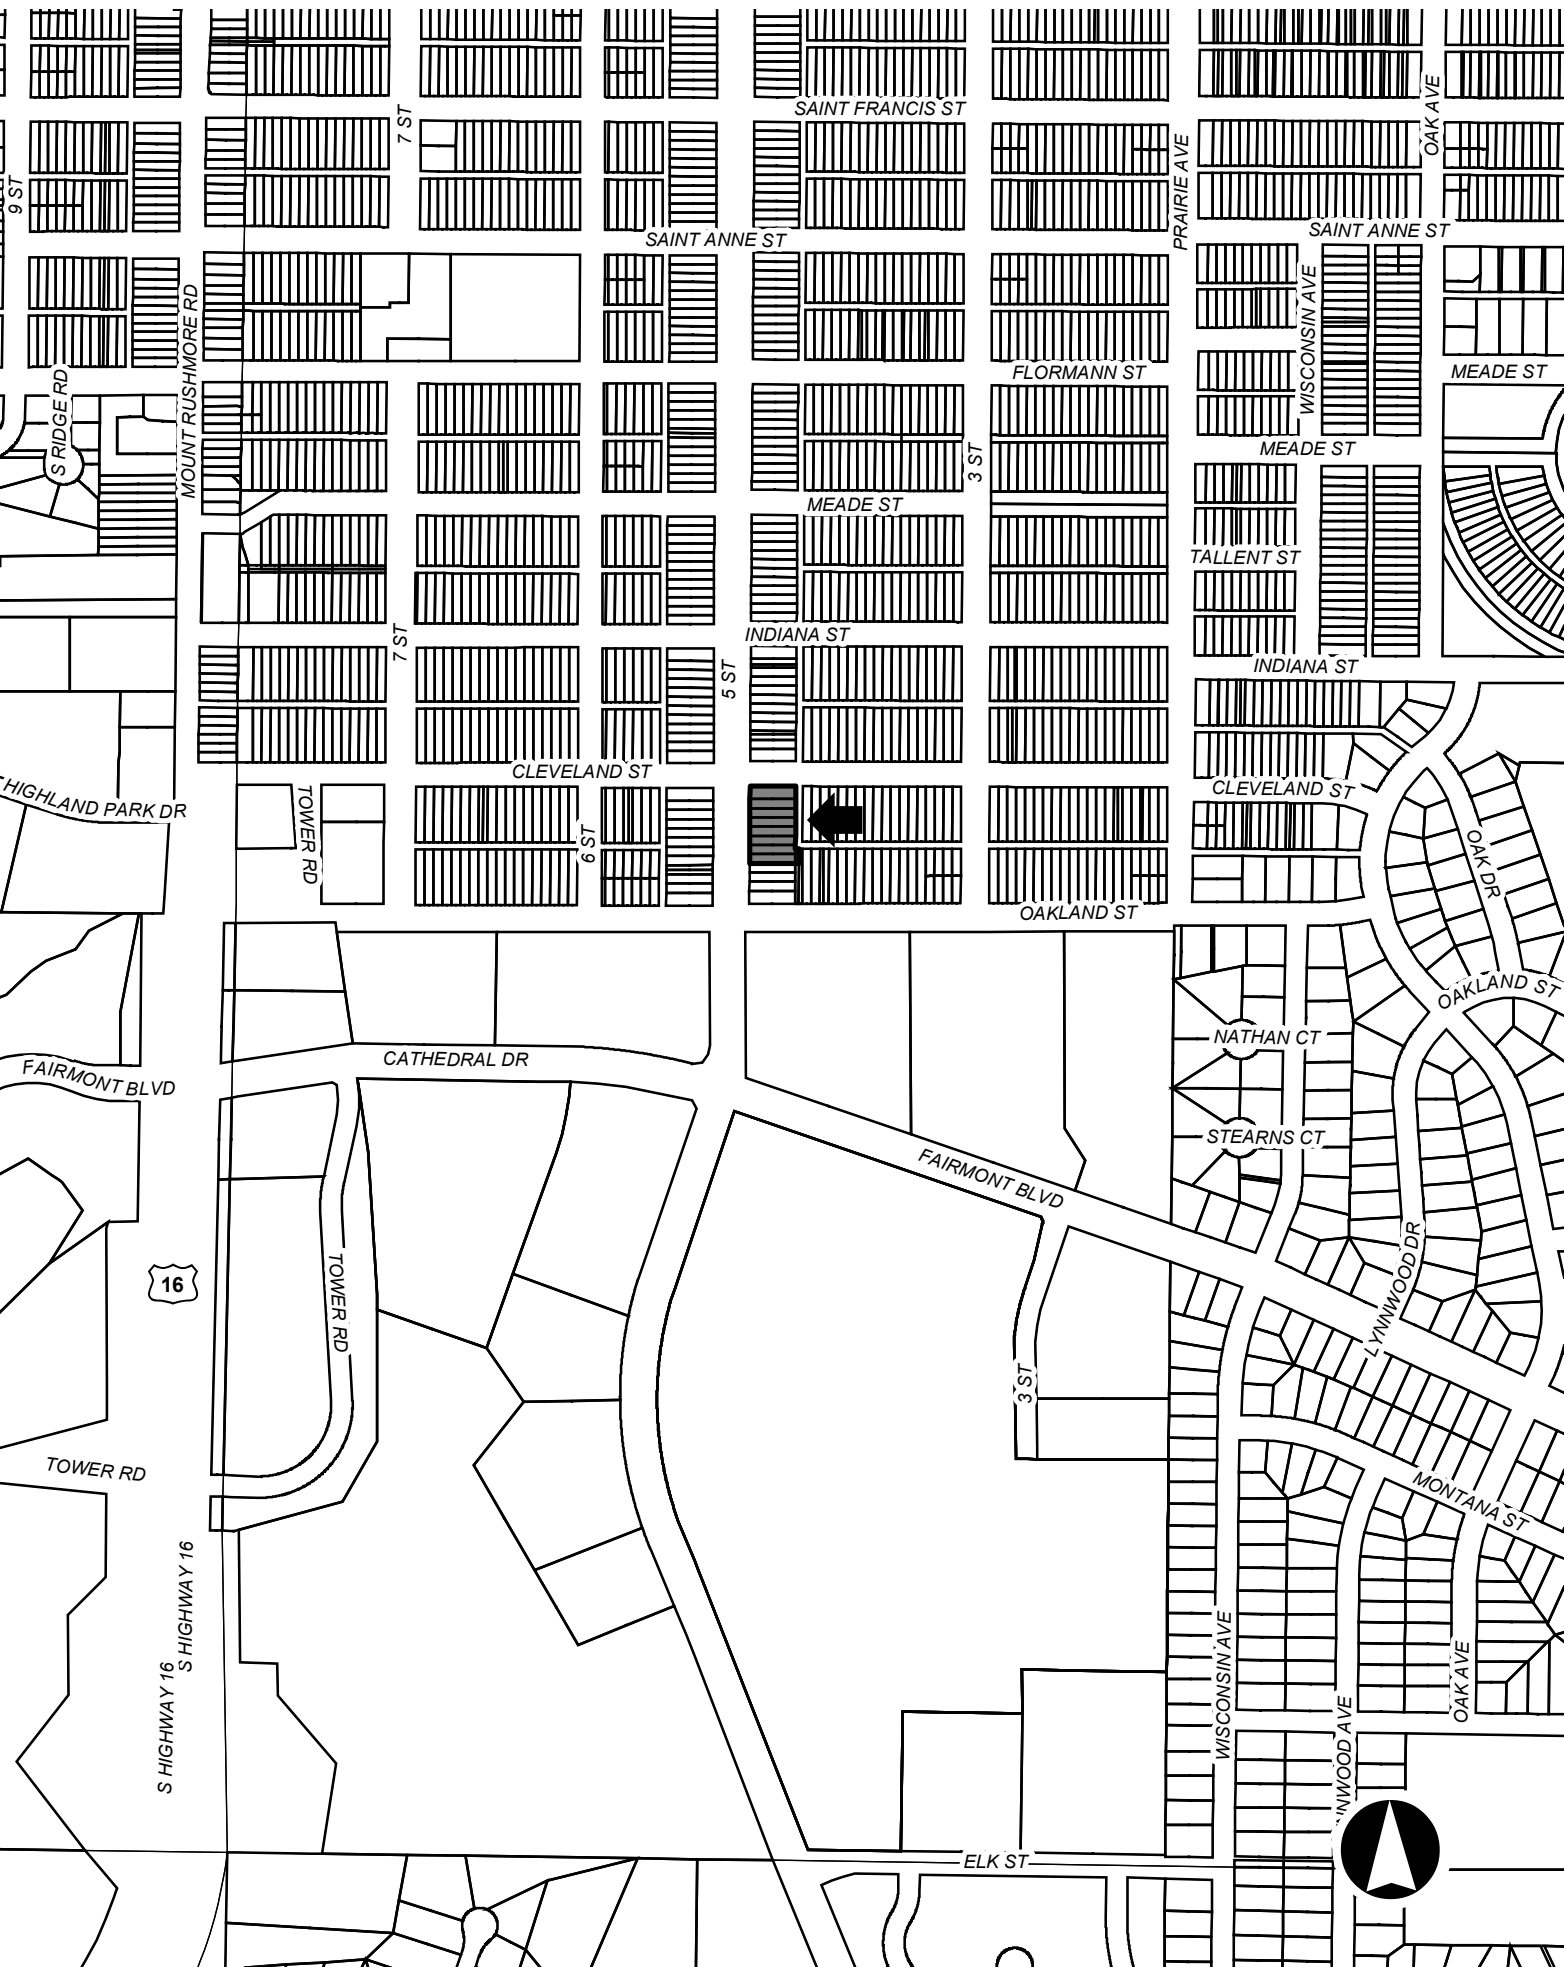 SAINT FRANCIS ST
7 ST
OAK AVE
9 ST
PRAIRIE AVE
SAINT ANNE ST
SAINT ANNE ST
MOUNT RUSHMORE RD
WISCONSIN AVE
S RIDGE RD
FLORMANN ST
MEADE ST
MEADE ST
3 ST
MEADE ST
TALLENT ST
7 ST
INDIANA ST
5 ST
INDIANA ST
CLEVELAND ST
HIGHLAND PARK DR
TOWER RD
6 ST
CLEVELAND ST
OAK DR
OAKLAND ST
OAKLAND ST
NATHAN CT
CATHEDRAL DR
FAIRMONT BLVD
STEARNS CT
FAIRMONT BLVD
LYNNWOOD DR
16
TOWER RD
3 ST
TOWER RD
MONTANA ST
S HIGHWAY 16
S HIGHWAY 16
WISCONSIN AVE
OAK AVE
NWOOD AVE
ELK ST